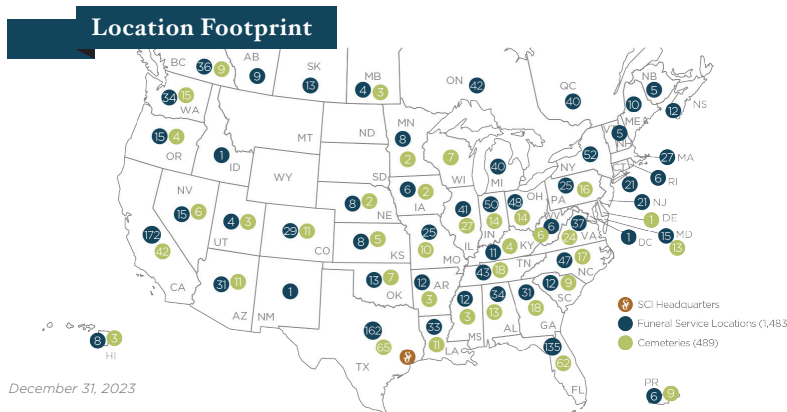 Location Footprint
BC 36 9
AB 9
SK 13
MB 4 3
ON 42
QC 40
NB 5
NS 12
ME 10
34 15 WA
15 4 OR
1 ID
MT
ND
MN 8 2
7 WI
40 MI
NY 52
VT
NH 5
27 MA
CT 21
6 RI
WY
SD
NV 15 6
172 42 CA
UT 4 3
29 11 CO
8 2 NE
6 2 IA
41 27 IL
50 14 IN
48 14 OH
25 16 PA
21 NJ
1 DE
15 MD 13
1 DC
WV 6 6
37 24 VA
8 5 KS
25 10 MO
11 4 KY
31 11 AZ
1 NM
13 7 OK
12 3 AR
43 18 TN
47 17 NC
12 9 SC
162 65 TX
33 11 LA
12 3 MS
34 13 AL
31 18 GA
135 62 FL
8 3 HI
PR 6 9
SCI Headquarters
Funeral Service Locations (1,483
Cemeteries (489)
December 31, 2023